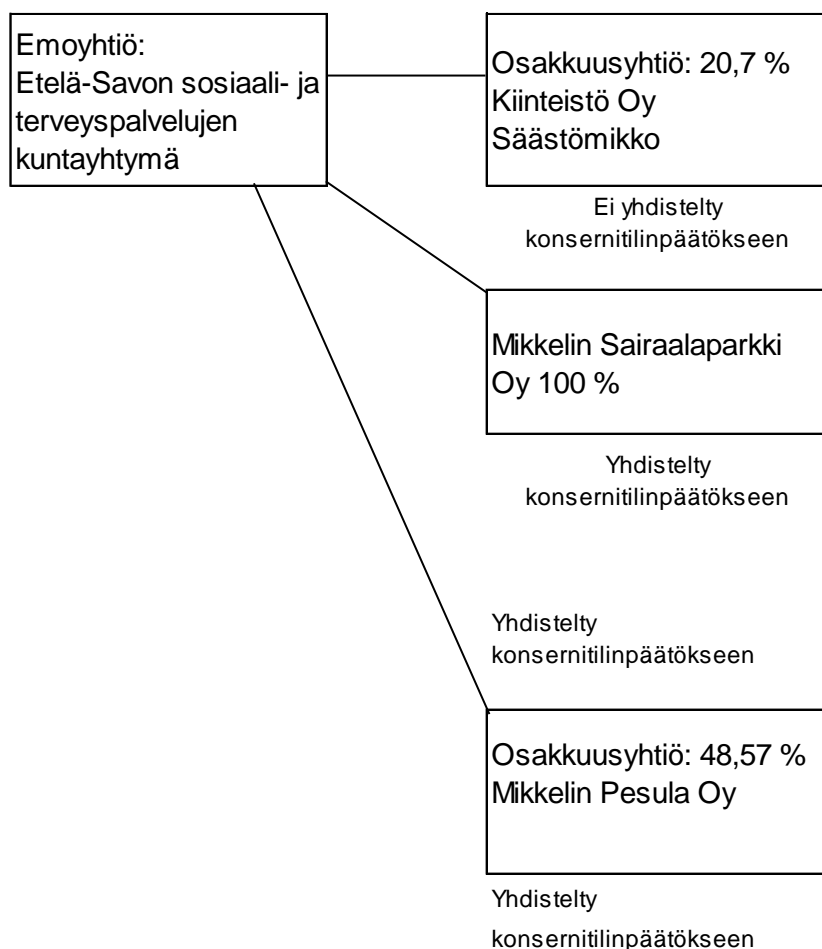 Emoyhtiö:
Etelä-Savon sosiaali- ja
terveyspalvelujen
kuntayhtymä
Osakkuusyhtiö: 20,7 %
Kiinteistö Oy
Säästömikko
Ei yhdistelty
konsernitilinpäätökseen
Mikkelin Sairaalaparkki
Oy 100 %
Yhdistelty
konsernitilinpäätökseen
Yhdistelty
konsernitilinpäätökseen
Osakkuusyhtiö: 48,57 %
Mikkelin Pesula Oy
Yhdistelty
konsernitilinpäätökseen